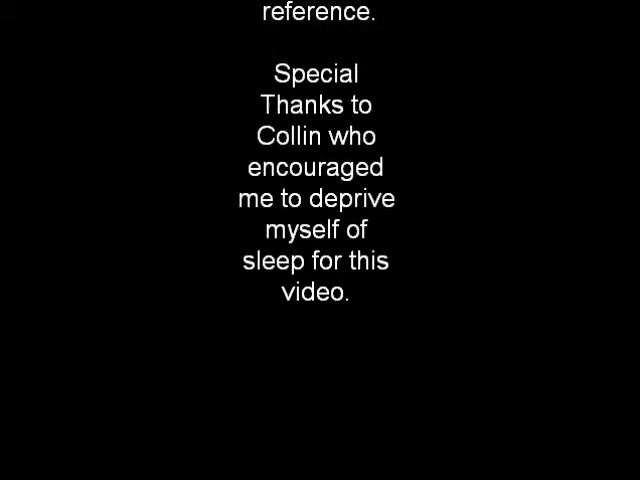 reference.
Special
Thanks to
Collin who
encouraged
me to deprive
myself of
sleep for this
video.